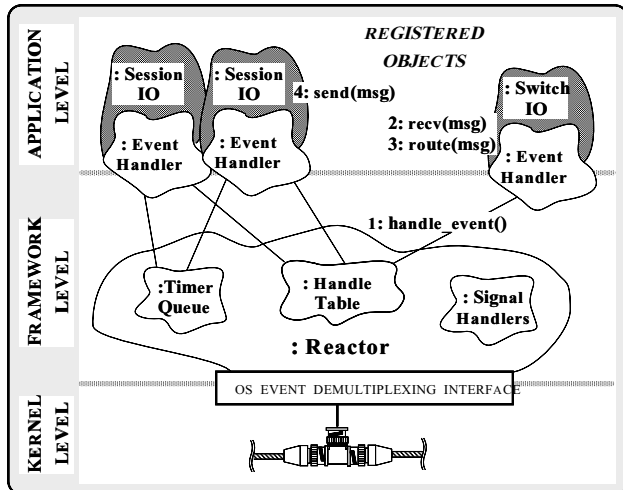 APPLICATION
LEVEL
REGISTERED
OBJECTS
: Session
IO
: Session
IO
4: send(msg)
: Switch
IO
2: recv(msg)
3: route(msg)
: Event
Handler
: Event
Handler
: Event
Handler
1: handle_event()
FRAMEWORK
LEVEL
:Timer
Queue
: Handle
Table
: Signal
Handlers
: Reactor
OS EVENT DEMULTIPLEXING INTERFACE
KERNEL
LEVEL